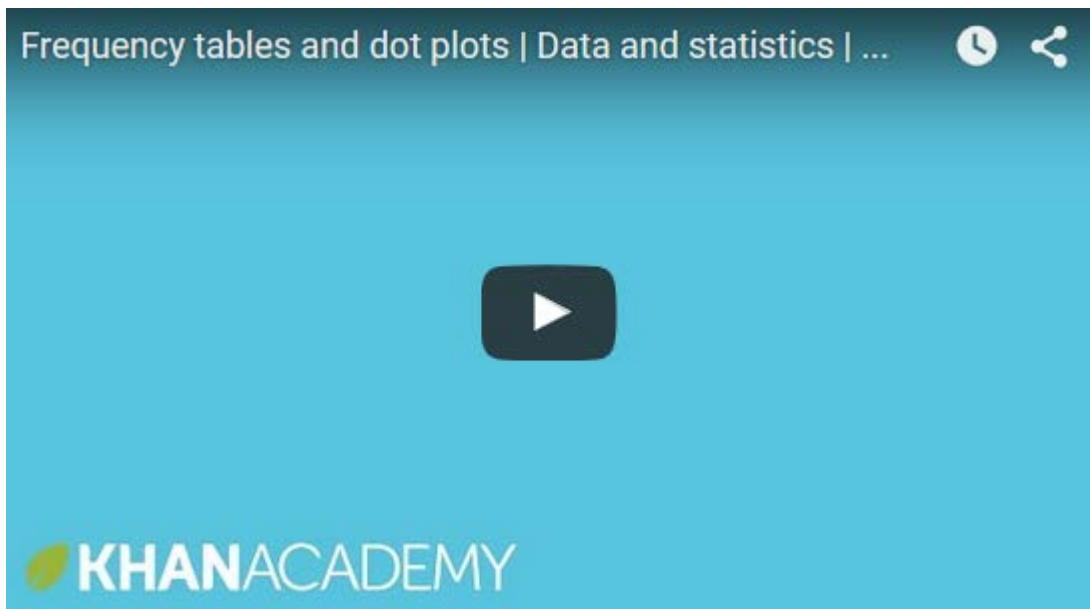 Frequency tables and dot plots | Data and statistics | ...
KHANACADEMY